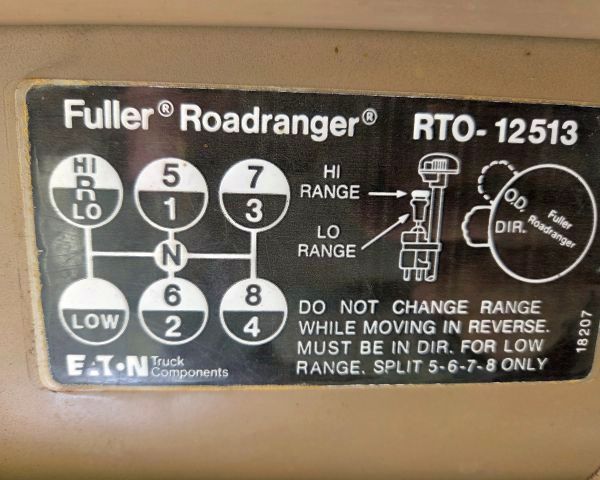 Fuller® Roadranger® RTO-12513
HI
R
LO
5
1
7
3
N
LOW
6
2
8
4
HI
RANGE
LO
RANGE
O.D.
DIR.
Fuller
Roadranger
DO NOT CHANGE RANGE
WHILE MOVING IN REVERSE.
MUST BE IN DIR. FOR LOW
RANGE. SPLIT 5-6-7-8 ONLY
18207
EAT•N Truck
Components